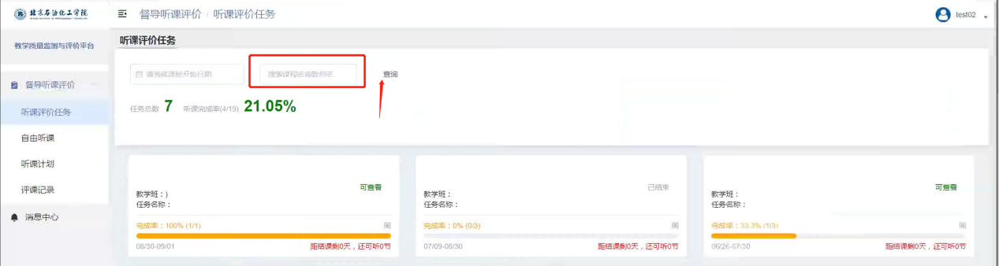 北京石油化工学院
督导听课评价 / 听课评价任务
test02
教学质量监测与评价平台
督导听课评价
听课评价任务
自由听课
听课计划
评课记录
消息中心
听课评价任务
请选择课程开始日期
搜索课程名或教师名
查询
任务总数 7 听课完成率(4/19) 21.05%
可查看
教学班：)
任务名称：
完成率：100% (1/1)
周
08/30-09/01
距结课剩0天，还可听0节
已结束
教学班：
任务名称：
完成率：0% (0/3)
周
07/09-08/30
距结课剩0天，还可听0节
可查看
教学班：
任务名称：
完成率：33.3% (1/3)
周
06/26-07/30
距结课剩0天，还可听0节